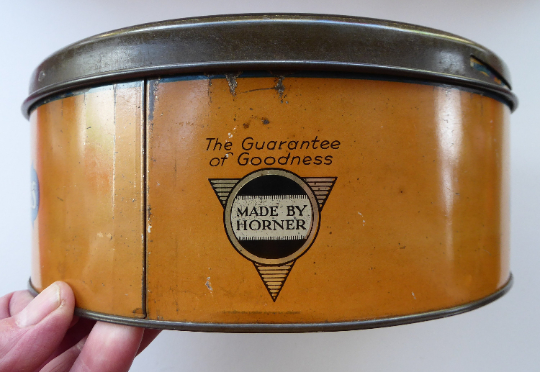 The Guarantee
of Goodness
MADE BY
HORNER